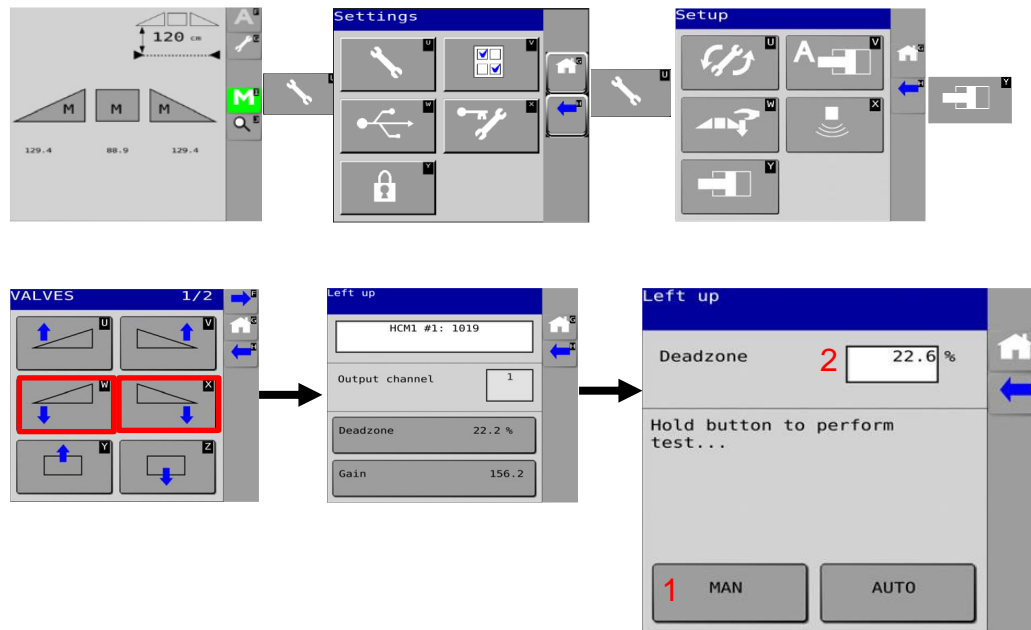 A F
120 cm
E
M I
J
M M M
129.4 88.9 129.4
U
Settings
U V
G
W X
I
Y
U
Setup
U A V
G
I
W X
Y
Y
VALVES 1/2
F
U V
G
I
W X
Y Z
Left up
G
HCM1 #1: 1019
I
Output channel 1
Deadzone 22.2 %
Gain 156.2
Left up
Deadzone 2 22.6 %
Hold button to perform
test...
1 MAN AUTO